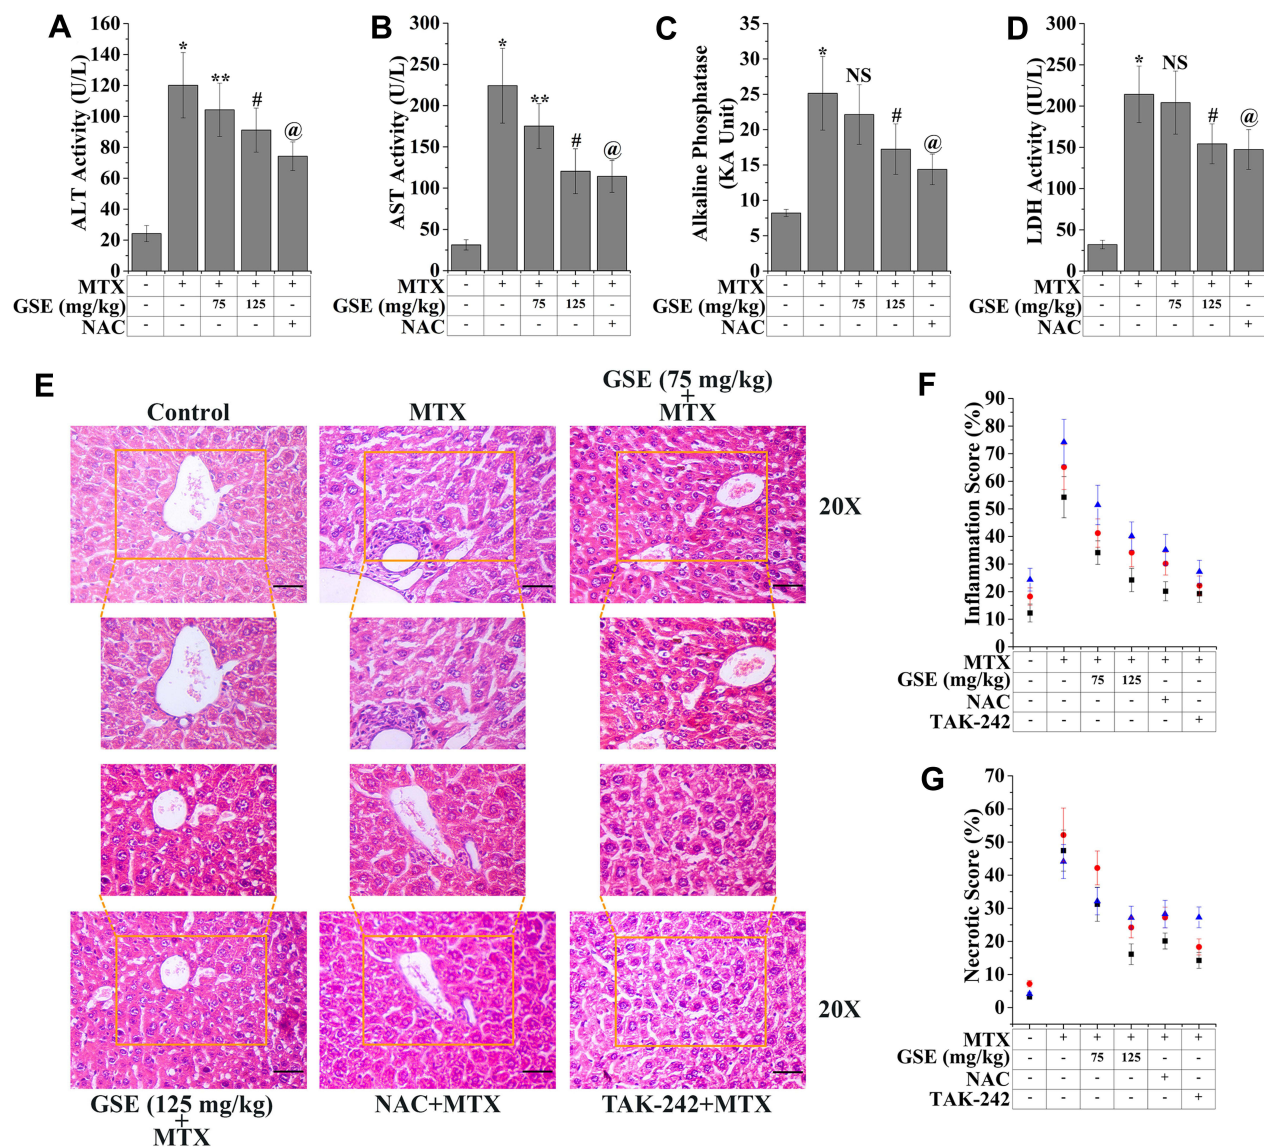 A
ALT Activity (U/L)
160
140
120
100
80
60
40
20
0
*
**
#
@
MTX - + + + +
GSE (mg/kg) - - 75 125 -
NAC - - - - +
B
AST Activity (U/L)
300
250
200
150
100
50
0
*
**
#
@
MTX - + + + +
GSE (mg/kg) - - 75 125 -
NAC - - - - +
C
Alkaline Phosphatase
(KA Unit)
35
30
25
20
15
10
5
0
*
NS
#
@
MTX - + + + +
GSE (mg/kg) - - 75 125 -
NAC - - - - +
D
LDH Activity (IU/L)
300
250
200
150
100
50
0
*
NS
#
@
MTX - + + + +
GSE (mg/kg) - - 75 125 -
NAC - - - - +
E
Control
MTX
GSE (75 mg/kg)
+
MTX
20X
20X
GSE (125 mg/kg)
+
MTX
NAC+MTX
TAK-242+MTX
F
Inflammation Score (%)
90
80
70
60
50
40
30
20
10
0
MTX - + + + + +
GSE (mg/kg) - - 75 125 - -
NAC - - - - + -
TAK-242 - - - - - +
G
Necrotic Score (%)
70
60
50
40
30
20
10
0
MTX - + + + + +
GSE (mg/kg) - - 75 125 - -
NAC - - - - + -
TAK-242 - - - - - +